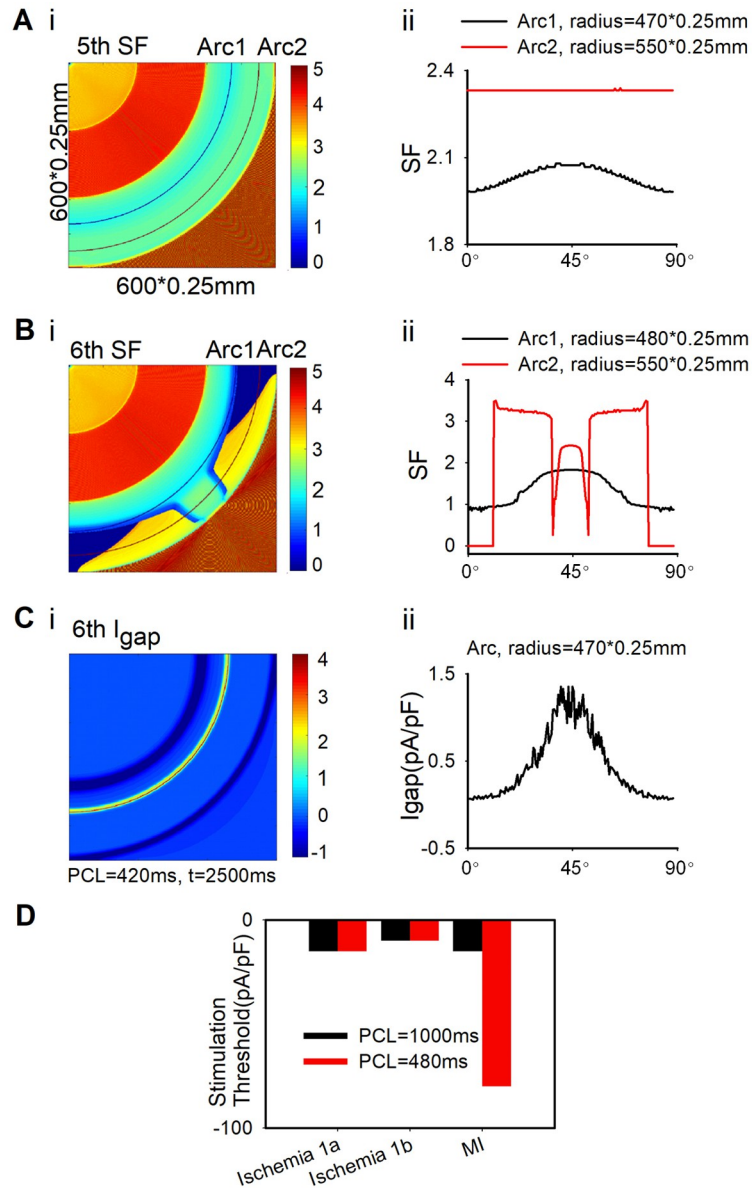 A i
5th SF Arc1 Arc2
600*0.25mm
600*0.25mm
5
4
3
2
1
0
ii
Arc1, radius=470*0.25mm
Arc2, radius=550*0.25mm
SF
2.4
2.1
1.8
0° 45° 90°
B i
6th SF Arc1Arc2
5
4
3
2
1
0
ii
Arc1, radius=480*0.25mm
Arc2, radius=550*0.25mm
SF
4
3
2
1
0
0° 45° 90°
C i
6th Igap
4
3
2
1
0
-1
PCL=420ms, t=2500ms
ii
Arc, radius=470*0.25mm
Igap(pA/pF)
1.5
0.5
-0.5
0° 45° 90°
D
Stimulation
Threshold(pA/pF)
0
-100
PCL=1000ms
PCL=480ms
Ischemia 1a
Ischemia 1b
MI